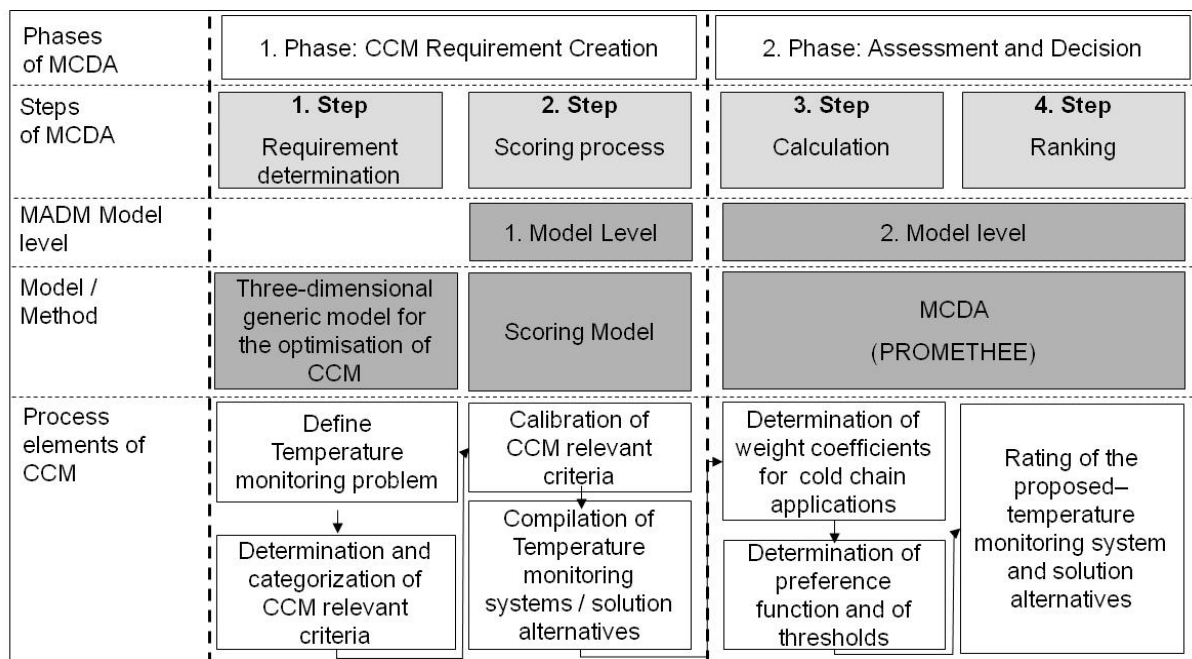 Phases
of MCDA
1. Phase: CCM Requirement Creation
2. Phase: Assessment and Decision
Steps
of MCDA
1. Step
Requirement
determination
2. Step
Scoring process
3. Step
Calculation
4. Step
Ranking
MADM Model
level
1. Model Level
2. Model level
Model /
Method
Three-dimensional
generic model for
the optimisation of
CCM
Scoring Model
MCDA
(PROMETHEE)
Process
elements of
CCM
Define
Temperature
monitoring problem
Determination and
categorization of
CCM relevant
criteria
Calibration of
CCM relevant
criteria
Compilation of
Temperature
monitoring
systems / solution
alternatives
Determination of
weight coefficients
for cold chain
applications
Determination of
preference
function and of
thresholds
Rating of the
proposed–
temperature
monitoring system
and solution
alternatives